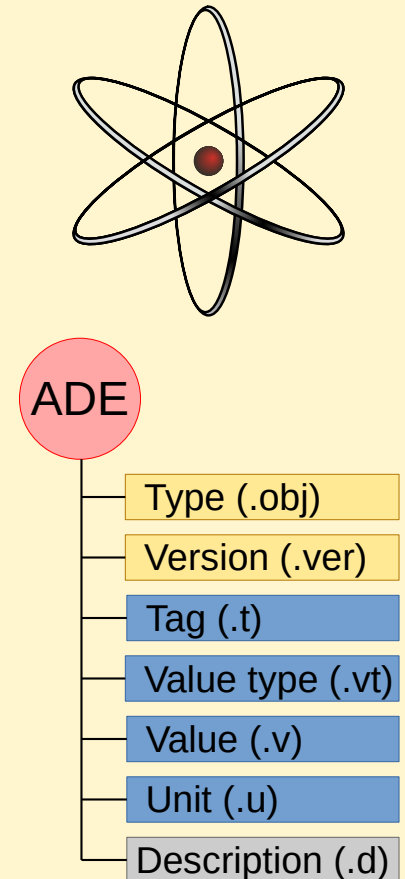 ADE
Type (.obj)
Version (.ver)
Tag (.t)
Value type (.vt)
Value (.v)
Unit (.u)
Description (.d)